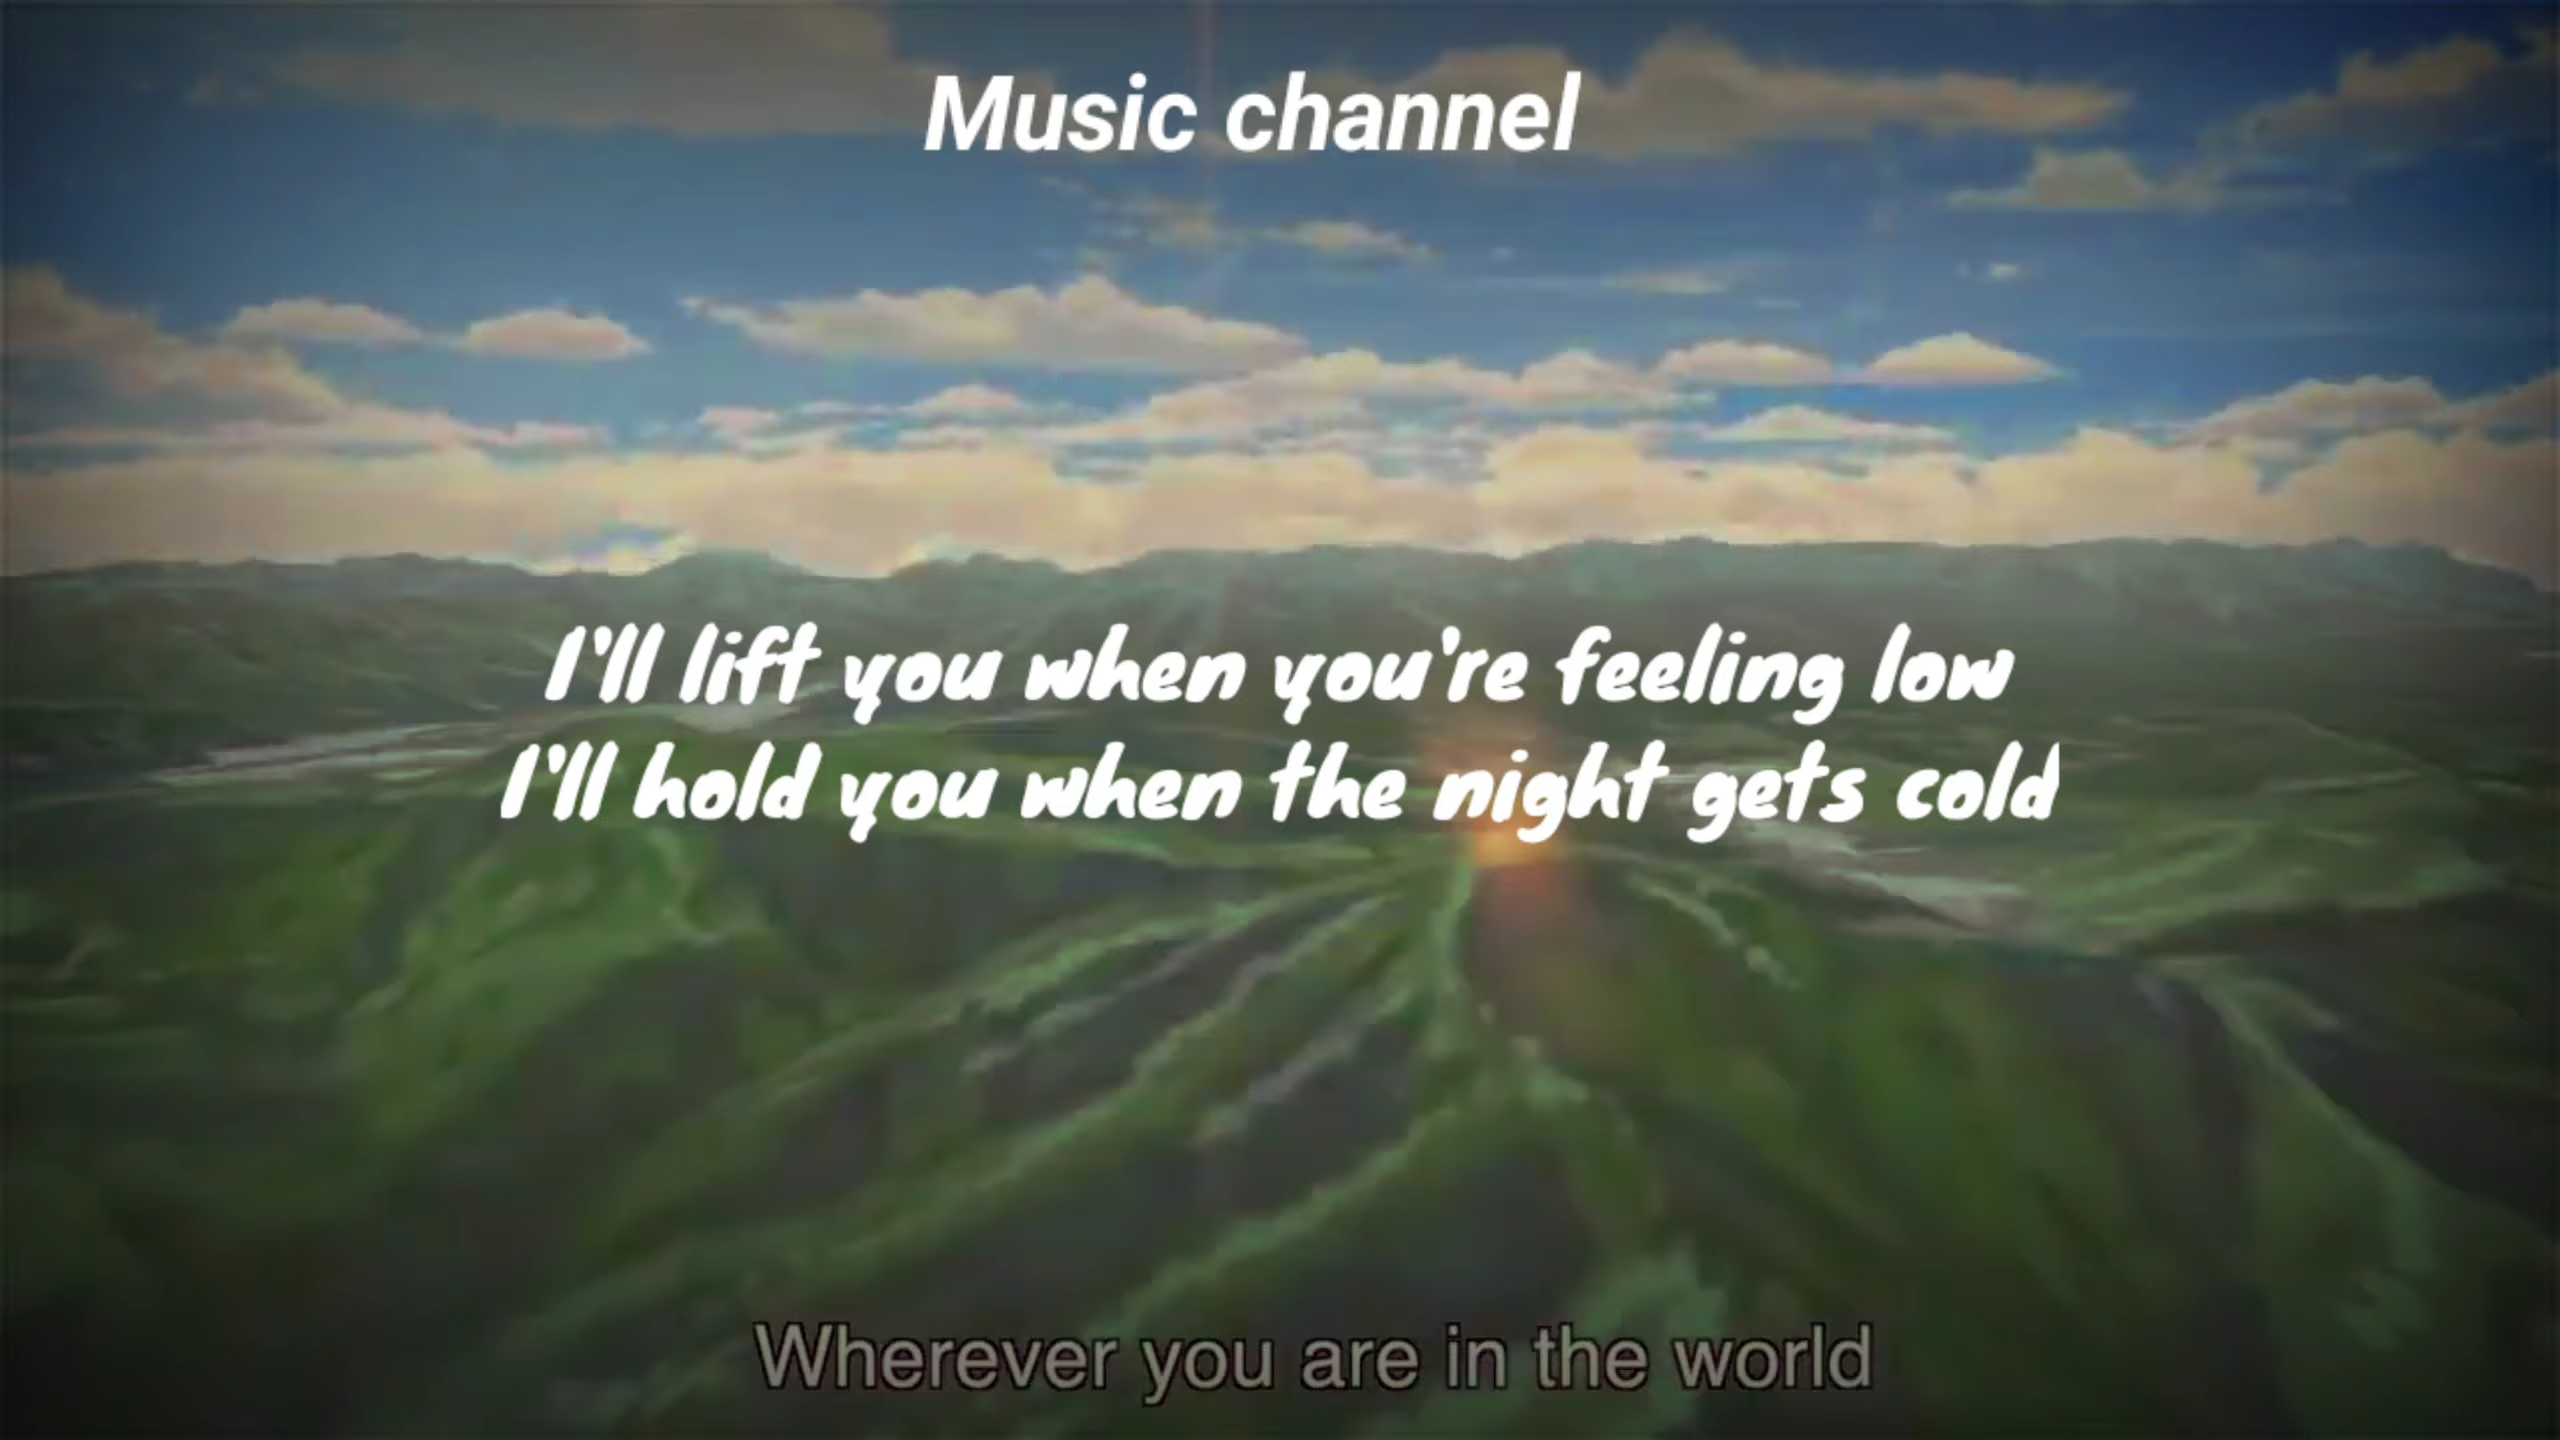 Music channel
I'll lift you when you're feeling low
I'll hold you when the night gets cold
Wherever you are in the world